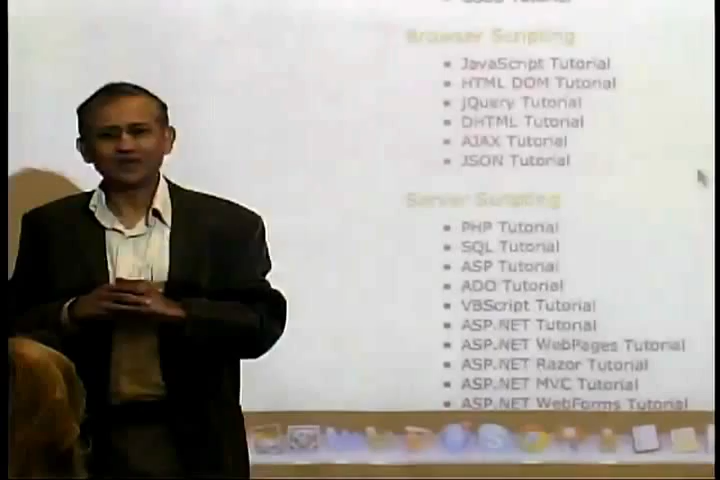 Browser Scripting
JavaScript Tutorial
HTML DOM Tutorial
jQuery Tutorial
DHTML Tutorial
AJAX Tutorial
JSON Tutorial
Server Scripting
PHP Tutorial
SQL Tutorial
ASP Tutorial
ADO Tutorial
VBScript Tutorial
ASP.NET Tutorial
ASP.NET WebPages Tutorial
ASP.NET Razor Tutorial
ASP.NET MVC Tutorial
ASP.NET WebForms Tutorial